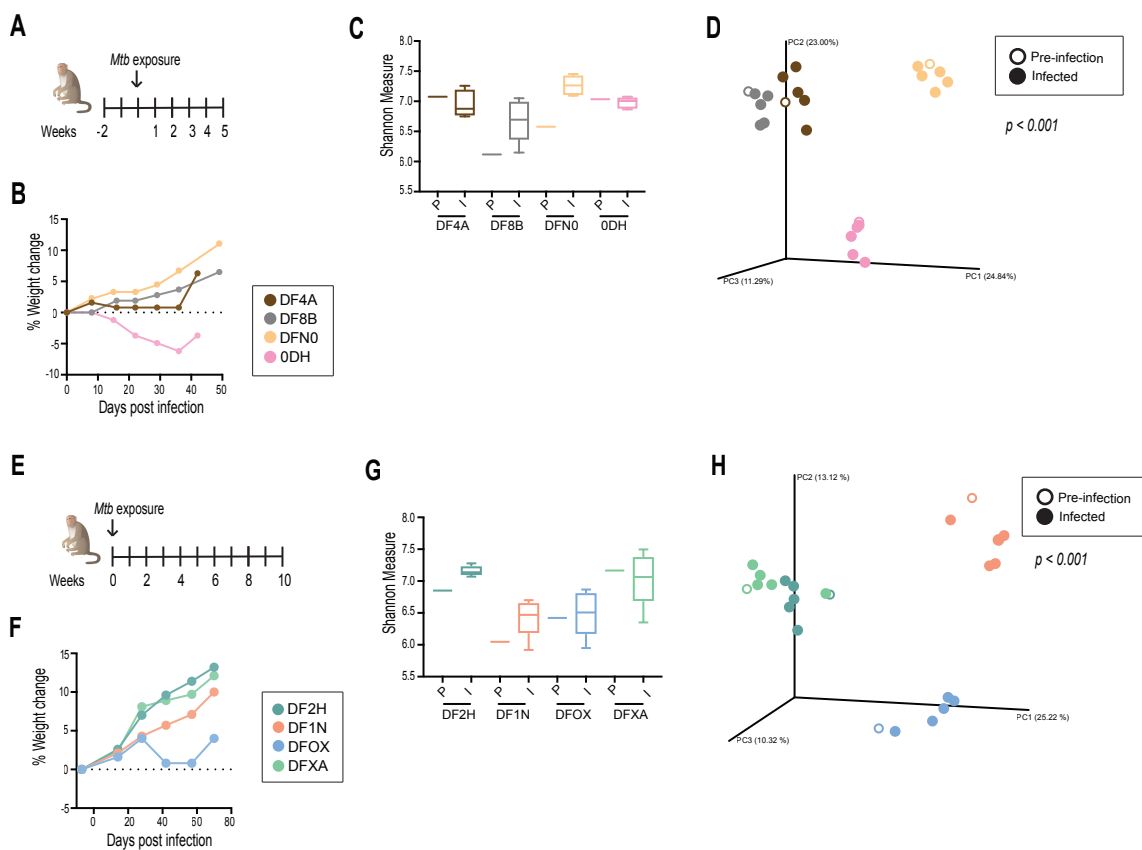 A
Mtb exposure
Weeks
-2 1 2 3 4 5
B
% Weight change
15
10
5
0
-5
-10
0 10 20 30 40 50
Days post infection
DF4A
DF8B
DFN0
0DH
C
Shannon Measure
8.0
7.5
7.0
6.5
6.0
5.5
P I P I P I P I
DF4A DF8B DFN0 0DH
D
PC2 (23.00%)
PC3 (11.29%)
PC1 (24.84%)
Pre-infection
Infected
p < 0.001
E
Mtb exposure
Weeks
0 2 4 6 8 10
F
% Weight change
15
10
5
0
-5
0 20 40 60 80
Days post infection
DF2H
DF1N
DFOX
DFXA
G
Shannon Measure
8.0
7.5
7.0
6.5
6.0
5.5
P I P I P I P I
DF2H DF1N DFOX DFXA
H
PC2 (13.12 %)
PC3 (10.32 %)
PC1 (25.22 %)
Pre-infection
Infected
p < 0.001